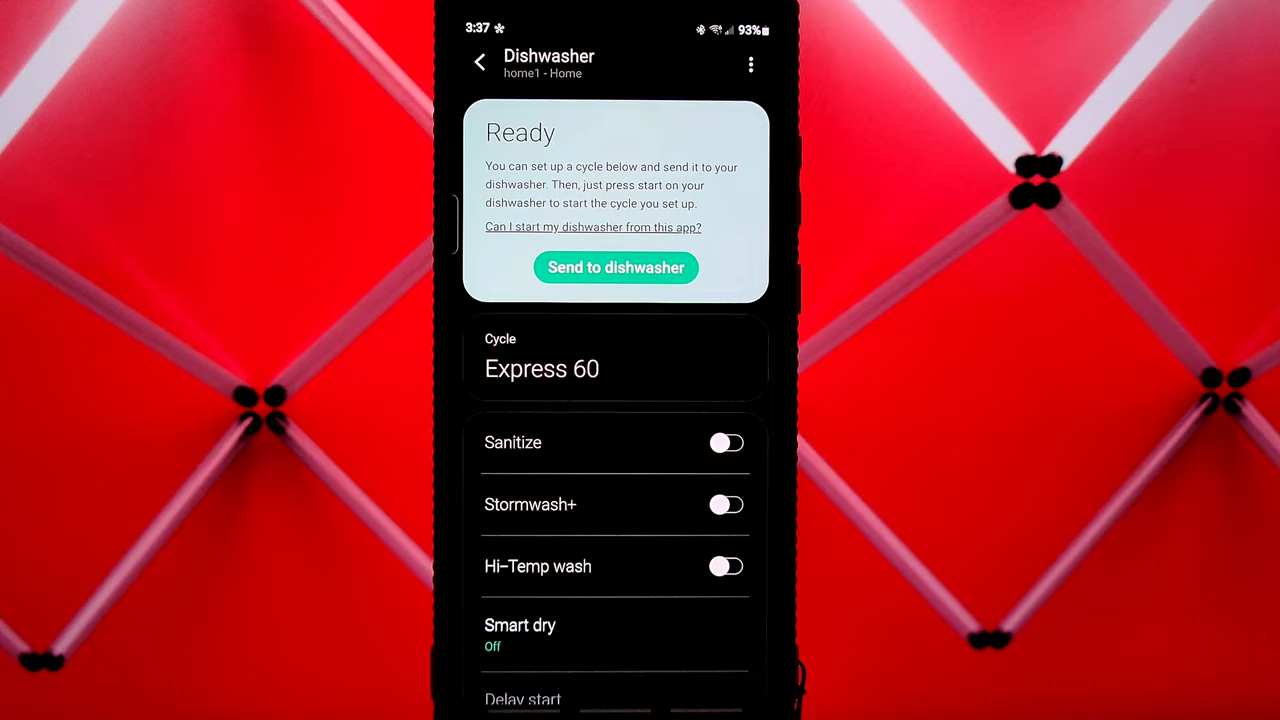 3:37
93%
Dishwasher
home1 - Home
Ready
You can set up a cycle below and send it to your
dishwasher. Then, just press start on your
dishwasher to start the cycle you set up.
Can I start my dishwasher from this app?
Send to dishwasher
Cycle
Express 60
Sanitize
Stormwash+
Hi-Temp wash
Smart dry
Off
Delay start